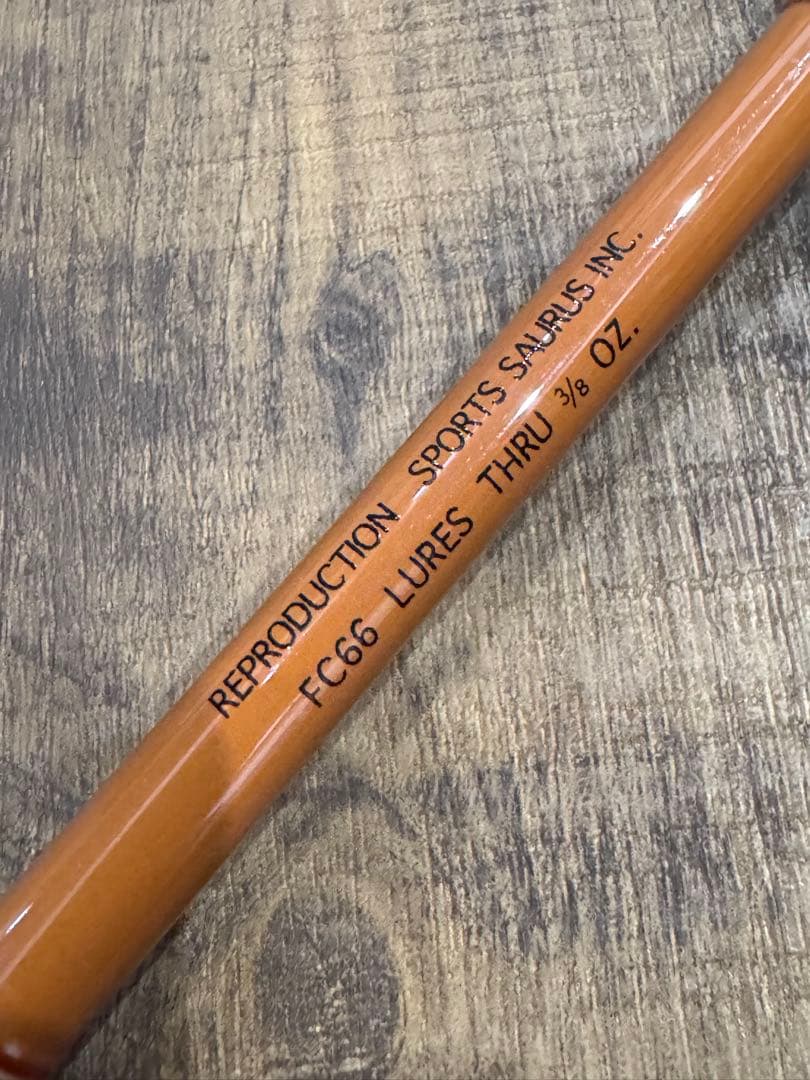 REPRODUCTION SPORTS SAURUS INC.
FC66 LURES THRU 3/8 OZ.